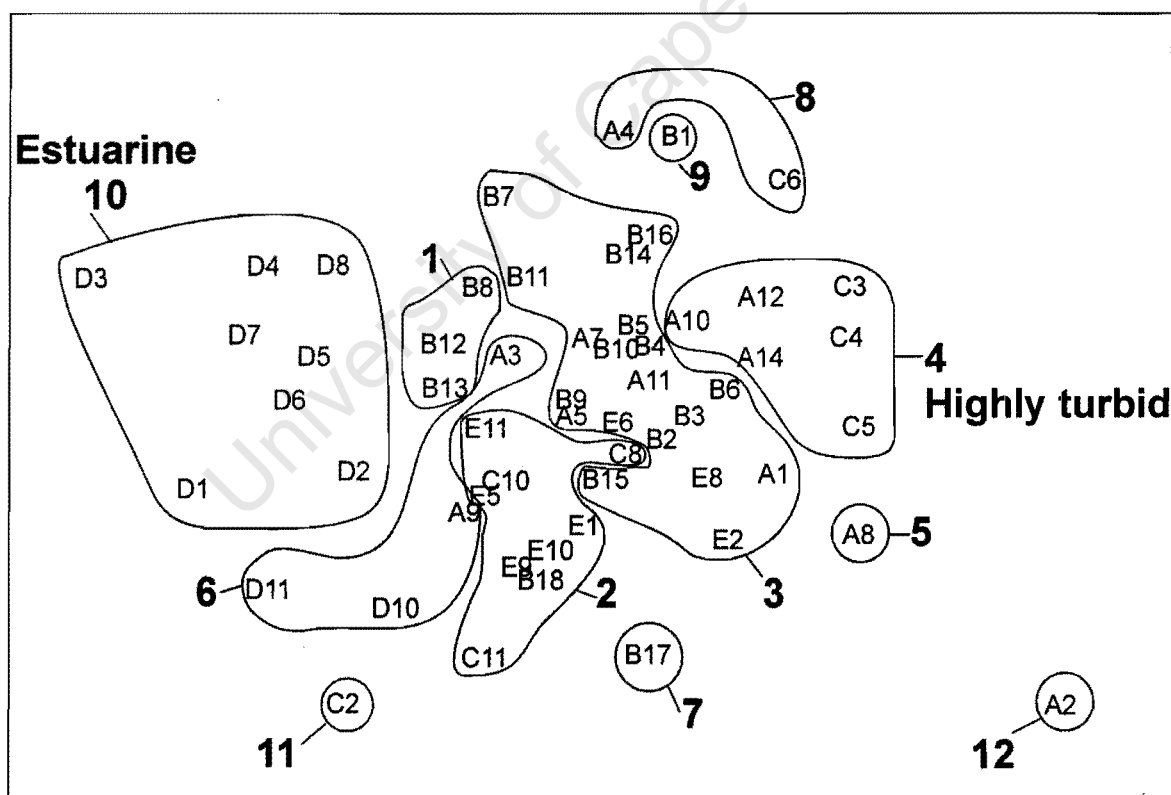 University of Cape
8
A4
B1
9
C6
Estuarine
10
B7
B16
B14
D3
D4
D8
1
B8
B11
A12
C3
A10
D7
B12
A3
A7
B5
B10
B4
C4
D5
A14
4
A11
Highly turbid
D6
B13
B9
A5
B6
B3
E6
E11
B2
C5
C8
D1
D2
C10
E5
A9
B15
E8
A1
E1
E2
A8
5
E10
E9
B18
6
D11
D10
2
3
C11
B17
7
C2
11
A2
12